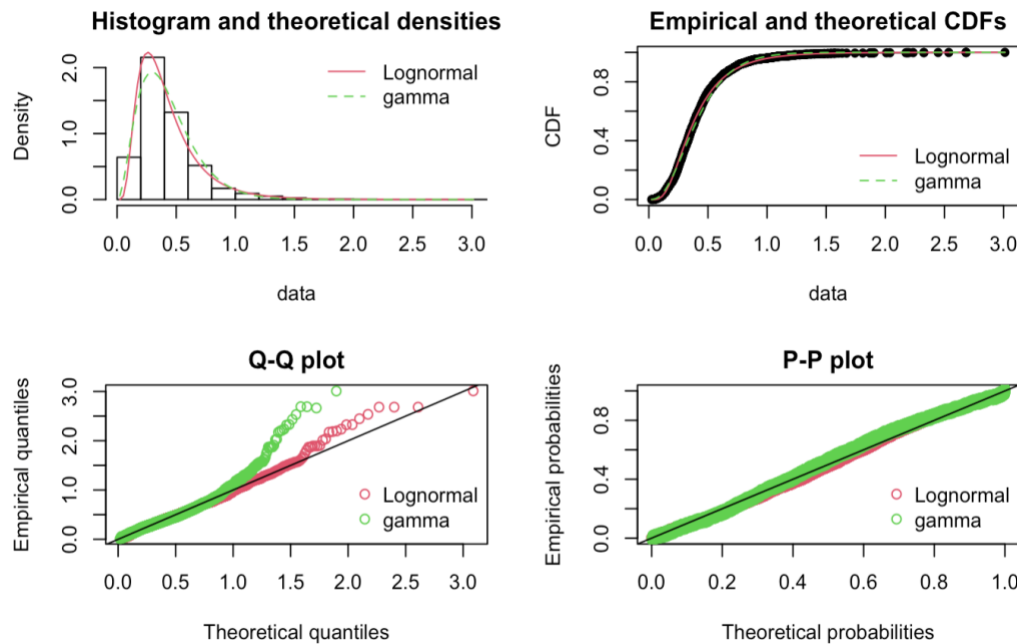 Histogram and theoretical densities
Density
0.0 1.0 2.0
Lognormal
gamma
0.0 0.5 1.0 1.5 2.0 2.5 3.0
data
Empirical and theoretical CDFs
CDF
0.0 0.4 0.8
Lognormal
gamma
0.0 0.5 1.0 1.5 2.0 2.5 3.0
data
Q-Q plot
Empirical quantiles
0.0 1.0 2.0 3.0
Lognormal
gamma
0.0 0.5 1.0 1.5 2.0 2.5 3.0
Theoretical quantiles
P-P plot
Empirical probabilities
0.0 0.4 0.8
Lognormal
gamma
0.0 0.2 0.4 0.6 0.8 1.0
Theoretical probabilities